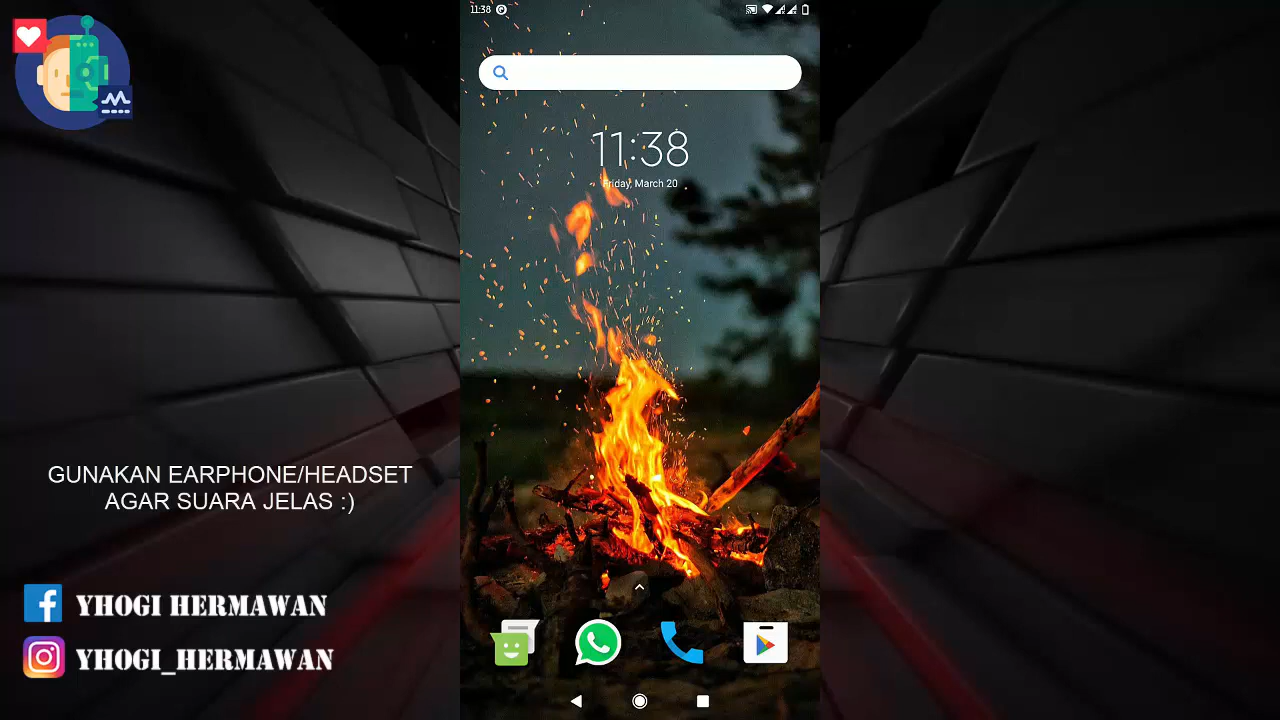 11:38
11:38
Friday, March 20
GUNAKAN EARPHONE/HEADSET
AGAR SUARA JELAS :)
YHOGI HERMAWAN
YHOGI_HERMAWAN